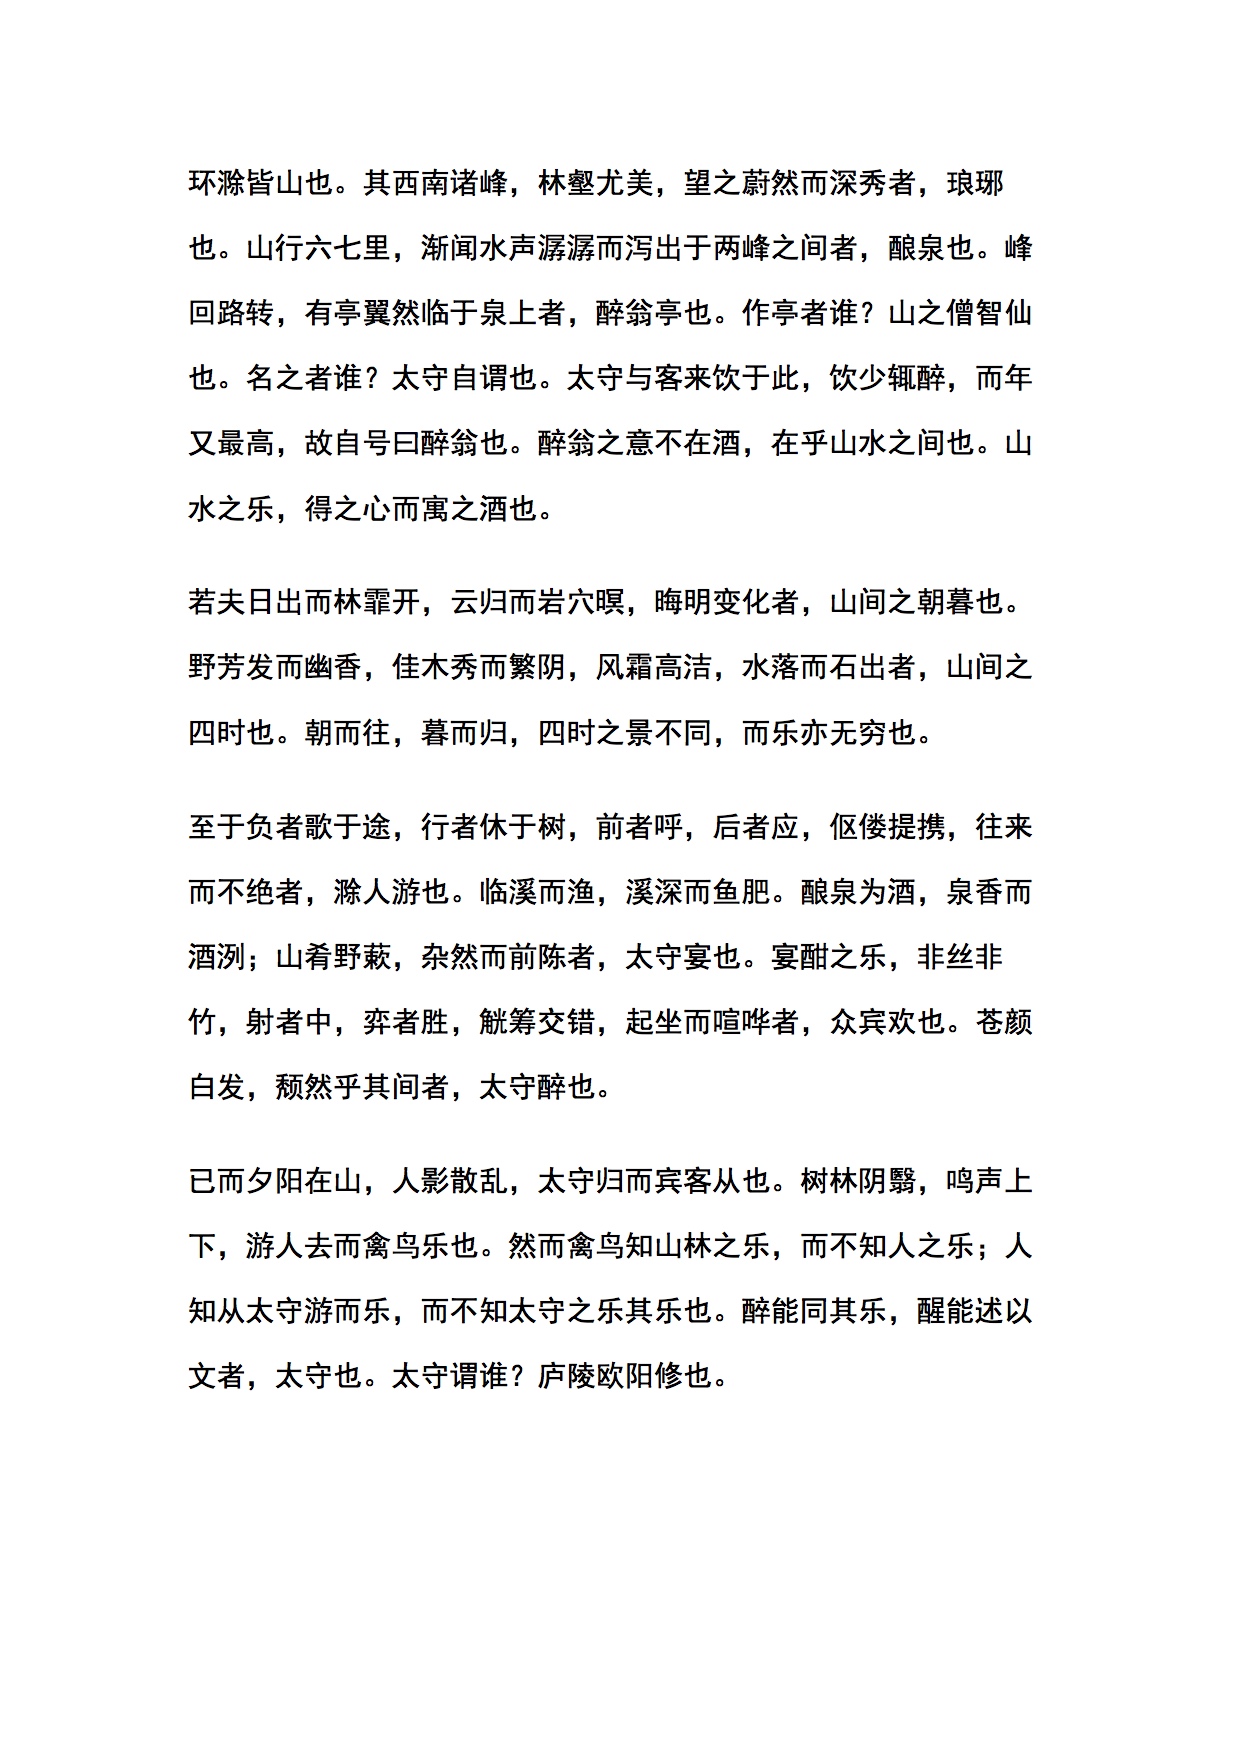 环滁皆山也。其西南诸峰，林壑尤美，望之蔚然而深秀者，琅琊
也。山行六七里，渐闻水声潺潺而泻出于两峰之间者，酿泉也。峰
回路转，有亭翼然临于泉上者，醉翁亭也。作亭者谁？山之僧智仙
也。名之者谁？太守自谓也。太守与客来饮于此，饮少辄醉，而年
又最高，故自号曰醉翁也。醉翁之意不在酒，在乎山水之间也。山
水之乐，得之心而寓之酒也。
若夫日出而林霏开，云归而岩穴暝，晦明变化者，山间之朝暮也。
野芳发而幽香，佳木秀而繁阴，风霜高洁，水落而石出者，山间之
四时也。朝而往，暮而归，四时之景不同，而乐亦无穷也。
至于负者歌于途，行者休于树，前者呼，后者应，伛偻提携，往来
而不绝者，滁人游也。临溪而渔，溪深而鱼肥。酿泉为酒，泉香而
酒洌；山肴野蔌，杂然而前陈者，太守宴也。宴酣之乐，非丝非
竹，射者中，弈者胜，觥筹交错，起坐而喧哗者，众宾欢也。苍颜
白发，颓然乎其间者，太守醉也。
已而夕阳在山，人影散乱，太守归而宾客从也。树林阴翳，鸣声上
下，游人去而禽鸟乐也。然而禽鸟知山林之乐，而不知人之乐；人
知从太守游而乐，而不知太守之乐其乐也。醉能同其乐，醒能述以
文者，太守也。太守谓谁？庐陵欧阳修也。